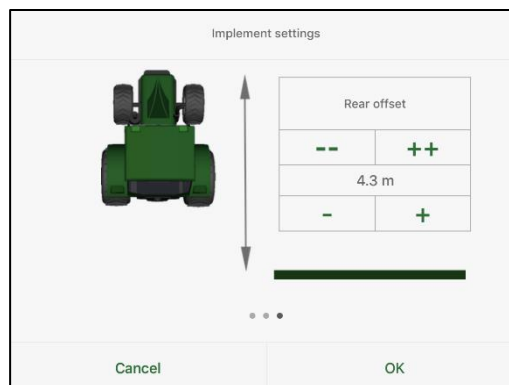 Implement settings
Rear offset
-- ++
4.3 m
- +
Cancel OK